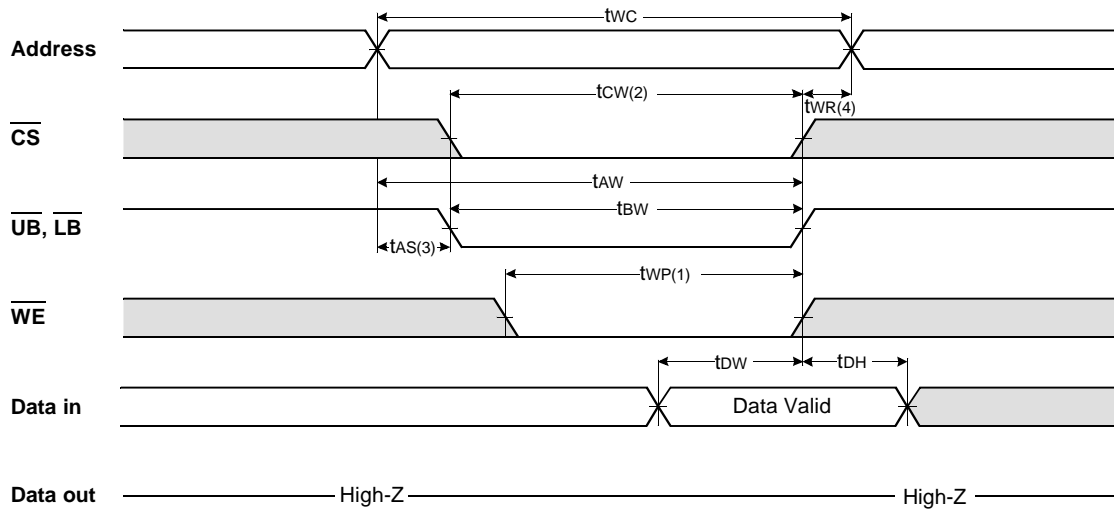 tWC
Address
tCW(2)
tWR(4)
CS
tAW
tBW
UB, LB
tAS(3)
tWP(1)
WE
tDW
tDH
Data in
Data Valid
Data out
High-Z
High-Z